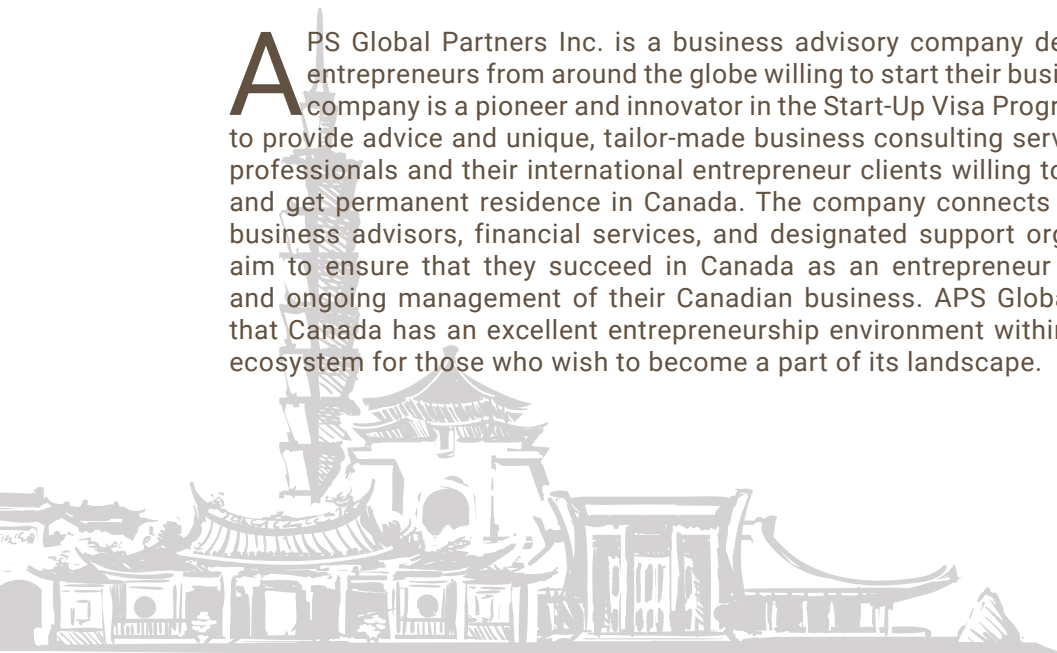 APS Global Partners Inc. is a business advisory company
entrepreneurs from around the globe willing to start their
company is a pioneer and innovator in the Start-Up Visa
to provide advice and unique, tailor-made business consulting
professionals and their international entrepreneur clients willing to
and get permanent residence in Canada. The company connects
business advisors, financial services, and designated support
aim to ensure that they succeed in Canada as an entrepreneur
and ongoing management of their Canadian business. APS
that Canada has an excellent entrepreneurship environment
ecosystem for those who wish to become a part of its landscape.